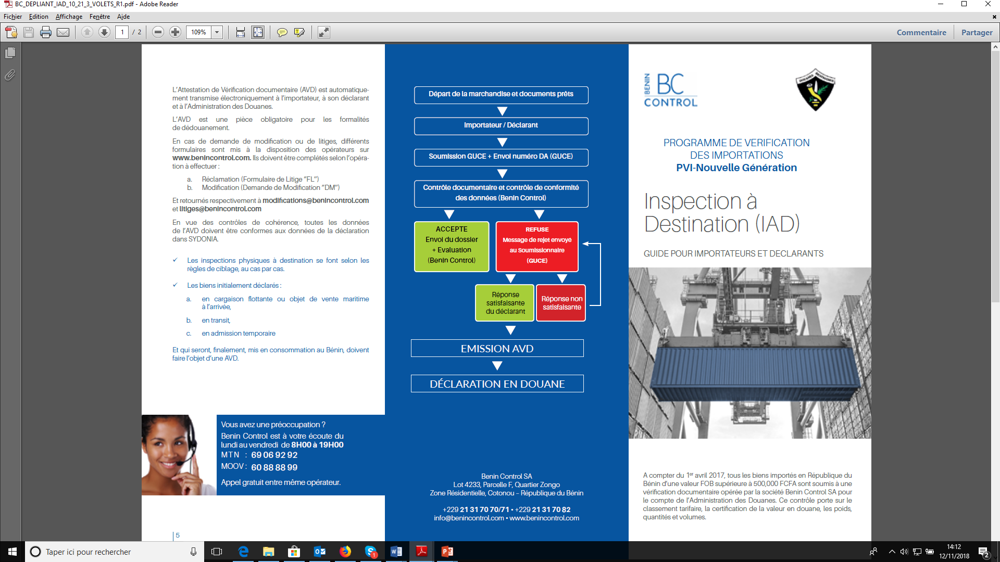 BC_DEPLIANT_IAD_10_21_3_VOLETS_R1.pdf - Adobe Reader
Fichier Edition Affichage Fenêtre Aide
1 / 2 109% Commentaire Partager
L’Attestation de Vérification documentaire (AVD) est automatique-
ment transmise électroniquement à l’importateur, à son déclarant
et à l’Administration des Douanes.
L’AVD est une pièce obligatoire pour les formalités
de dédouanement.
En cas de demande de modification ou de litiges, différents
formulaires sont mis à la disposition des opérateurs sur
www.benincontrol.com. Ils doivent être complétés selon l’opéra-
tion à effectuer :
a. Réclamation (Formulaire de Litige “FL”)
b. Modification (Demande de Modification “DM”)
Et retournés respectivement à modifications@benincontrol.com
et litiges@benincontrol.com
En vue des contrôles de cohérence, toutes les données
de l’AVD doivent être conformes aux données de la déclaration
dans SYDONIA.
✓ Les inspections physiques à destination se font selon les
règles de ciblage, au cas par cas.
✓ Les biens initialement déclarés :
a. en cargaison flottante ou objet de vente maritime
à l’arrivée,
b. en transit,
c. en admission temporaire
Et qui seront, finalement, mis en consommation au Bénin, doivent
faire l’objet d’une AVD.
Vous avez une préoccupation ?
Benin Control est à votre écoute du
lundi au vendredi de 8H00 à 19H00
MTN : 69 06 92 92
MOOV : 60 88 88 99
Appel gratuit entre même opérateur.
5
Départ de la marchandise et documents prêts
Importateur / Déclarant
Soumission GUCE + Envoi numéro DA (GUCE)
Contrôle documentaire et contrôle de conformité
des données (Benin Control)
ACCEPTE
Envoi du dossier
+ Evaluation
(Benin Control)
REFUSE
Message de rejet envoyé
au Soumissionnaire
(GUCE)
Réponse
satisfaisante
du déclarant
Réponse non
satisfaisante
EMISSION AVD
DÉCLARATION EN DOUANE
Benin Control SA
Lot 4233, Parcelle F, Quartier Zongo
Zone Résidentielle, Cotonou – République du Bénin
+229 21 31 70 70/71 • +229 21 31 70 82
info@benincontrol.com • www.benincontrol.com
BENIN
BC
CONTROL
PROGRAMME DE VERIFICATION
DES IMPORTATIONS
PVI-Nouvelle Génération
Inspection à
Destination (IAD)
GUIDE POUR IMPORTATEURS ET DECLARANTS
A compter du 1er avril 2017, tous les biens importés en République du
Bénin d’une valeur FOB supérieure à 500,000 FCFA sont soumis à une
vérification documentaire opérée par la société Benin Control SA pour
le compte de l’Administration des Douanes. Ce contrôle porte sur le
classement tarifaire, la certification de la valeur en douane, les poids,
quantités et volumes.
Taper ici pour rechercher
1
14:12
12/11/2018
2